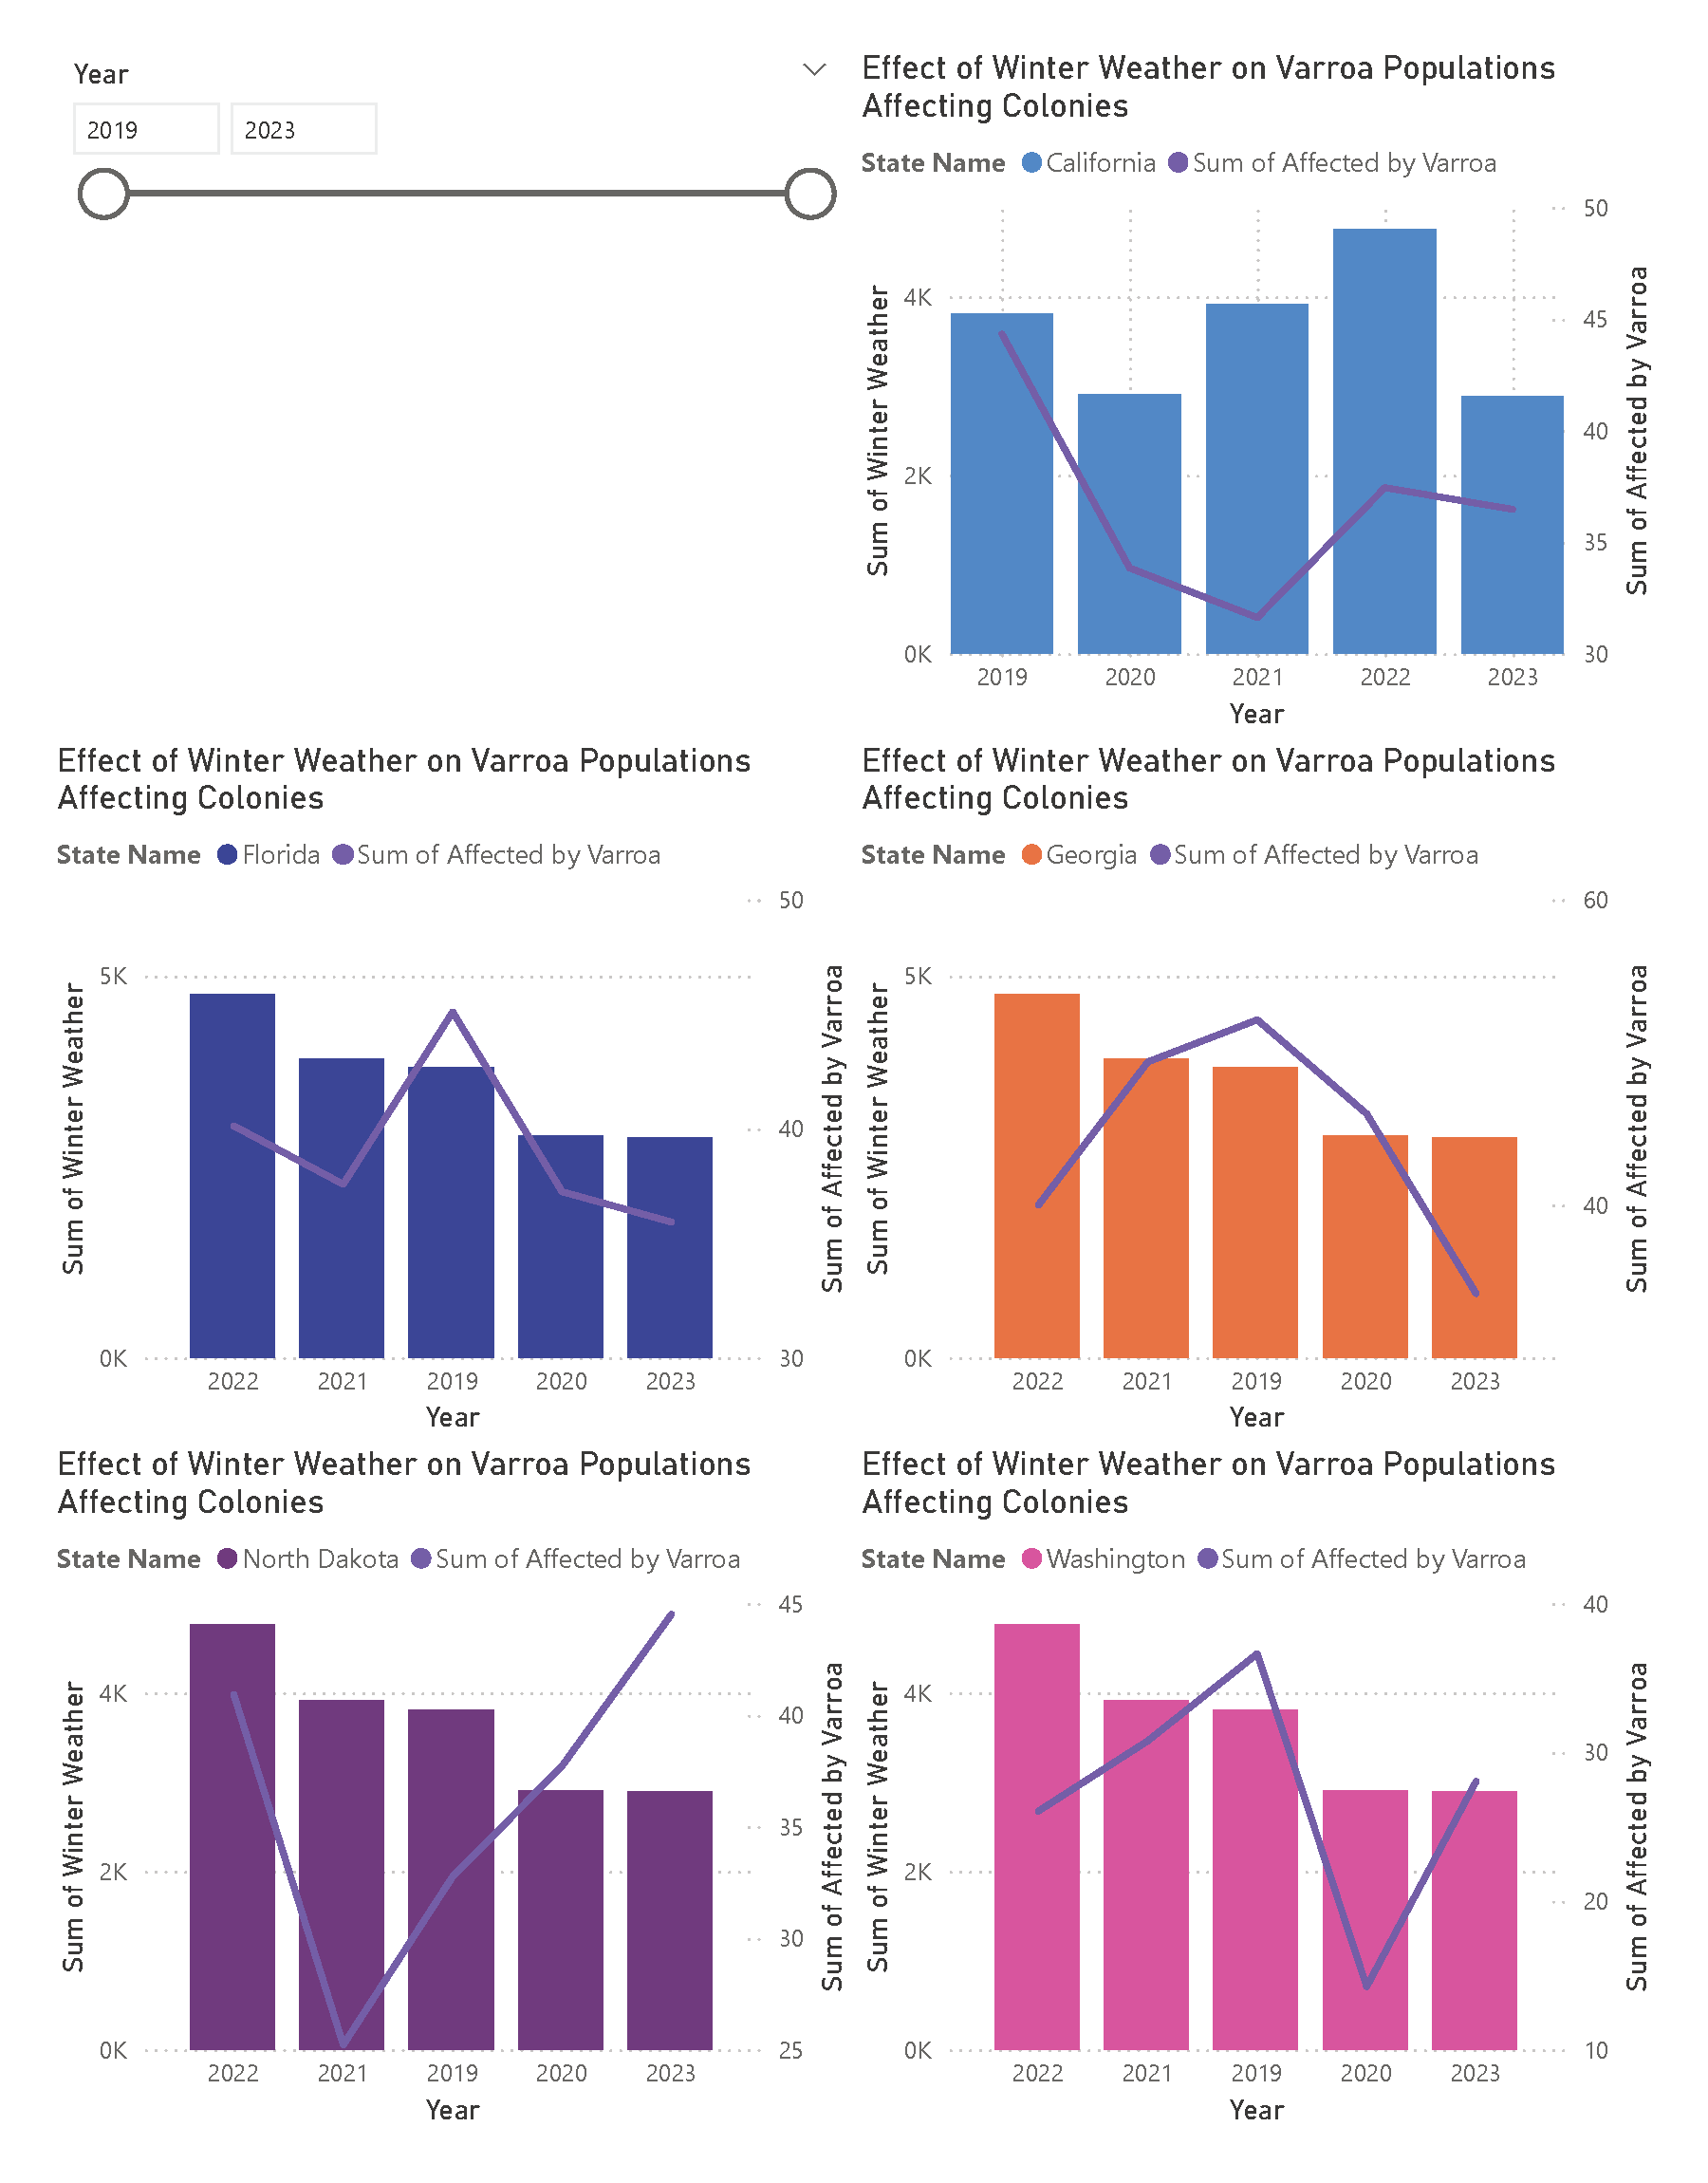 Year
2019 2023
Effect of Winter Weather on Varroa Populations
Affecting Colonies
State Name California Sum of Affected by Varroa
Sum of Winter Weather
4K
2K
0K
50
45
40
35
30
Sum of Affected by Varroa
2019 2020 2021 2022 2023
Year
Effect of Winter Weather on Varroa Populations
Affecting Colonies
State Name Florida Sum of Affected by Varroa
Sum of Winter Weather
5K
0K
50
40
30
Sum of Affected by Varroa
2022 2021 2019 2020 2023
Year
Effect of Winter Weather on Varroa Populations
Affecting Colonies
State Name Georgia Sum of Affected by Varroa
Sum of Winter Weather
5K
0K
60
40
Sum of Affected by Varroa
2022 2021 2019 2020 2023
Year
Effect of Winter Weather on Varroa Populations
Affecting Colonies
State Name North Dakota Sum of Affected by Varroa
Sum of Winter Weather
4K
2K
0K
45
40
35
30
25
Sum of Affected by Varroa
2022 2021 2019 2020 2023
Year
Effect of Winter Weather on Varroa Populations
Affecting Colonies
State Name Washington Sum of Affected by Varroa
Sum of Winter Weather
4K
2K
0K
40
30
20
10
Sum of Affected by Varroa
2022 2021 2019 2020 2023
Year